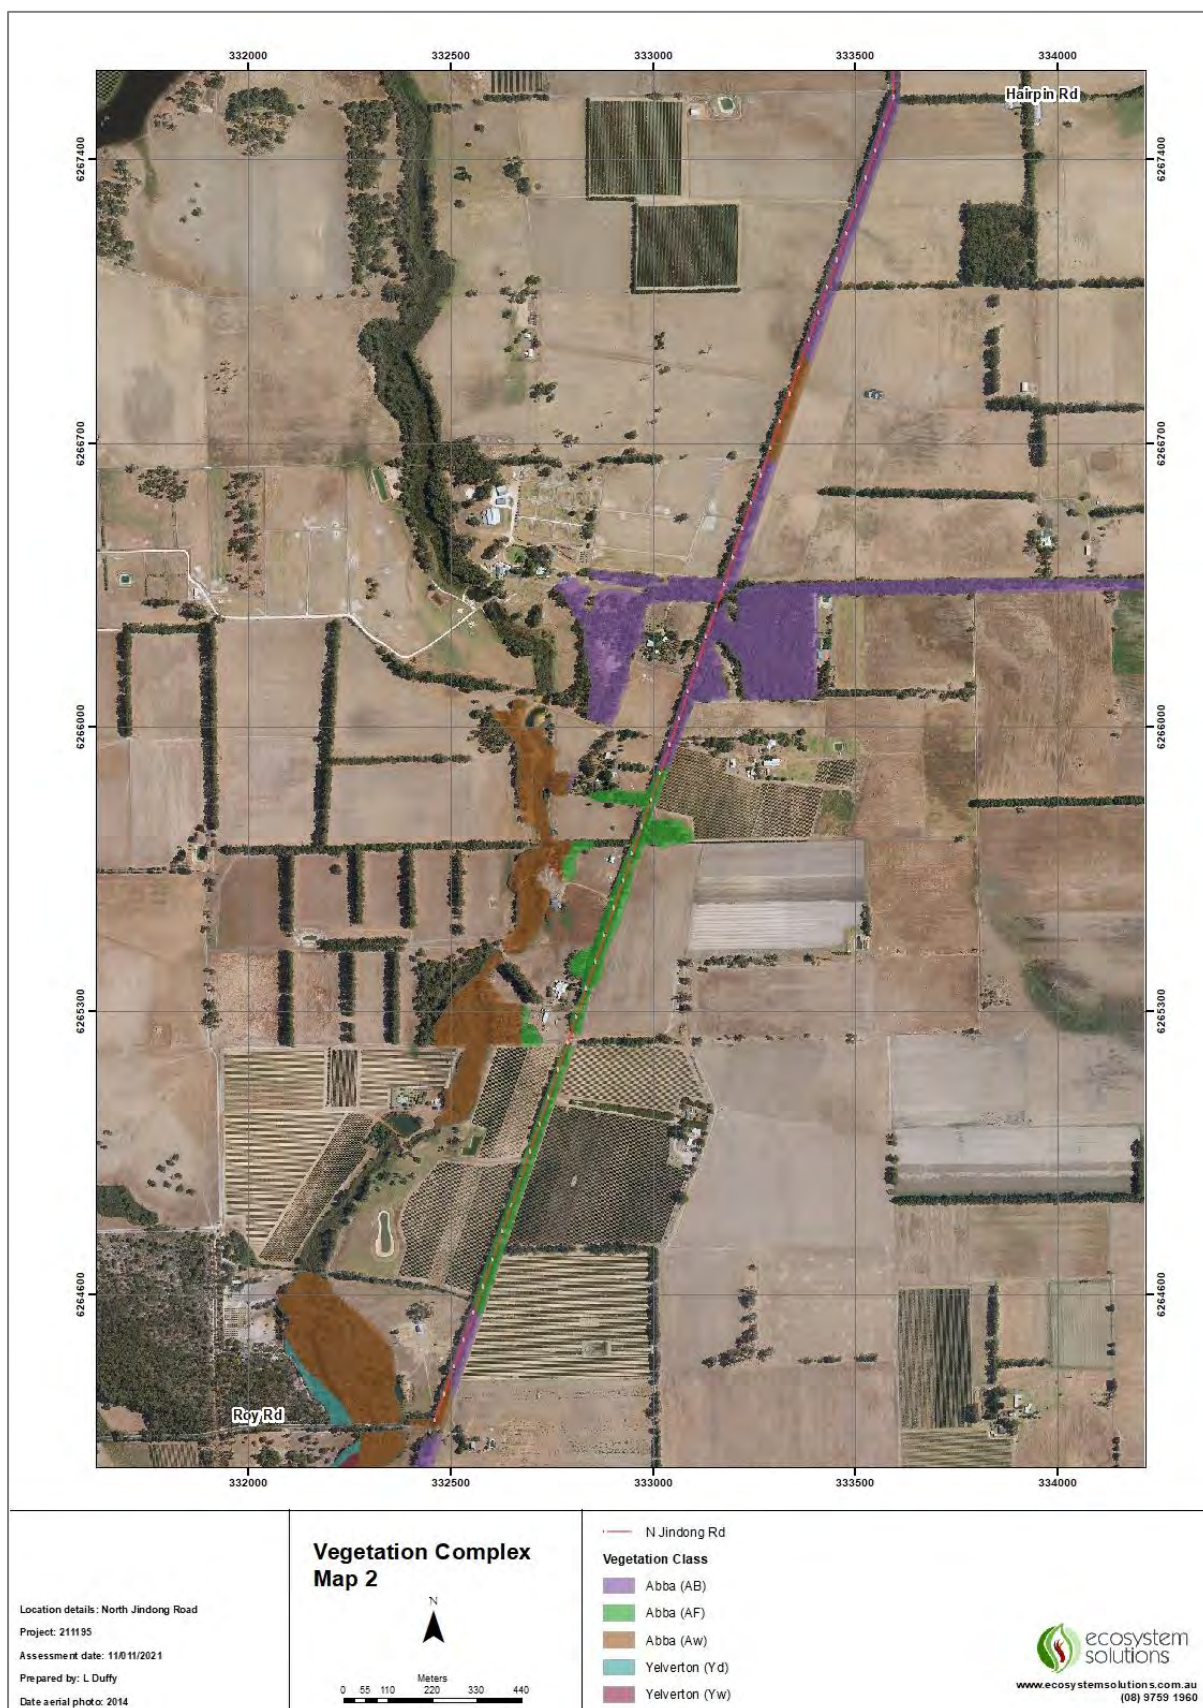 332000 332500 333000 333500 334000
Hairpin Rd
6267400 6267400
6266700 6266700
6266000 6266000
6265300 6265300
6264600 6264600
Roy Rd
332000 332500 333000 333500 334000
Vegetation Complex
Map 2
N
Meters
0 55 110 220 330 440
Location details: North Jindong Road
Project: 211195
Assessment date: 11/011/2021
Prepared by: L Duffy
Date aerial photo: 2014
N Jindong Rd
Vegetation Class
Abba (AB)
Abba (AF)
Abba (Aw)
Yelverton (Yd)
Yelverton (Yw)
ecosystem
solutions
www.ecosystemsolutions.com.au
(08) 9759 1960